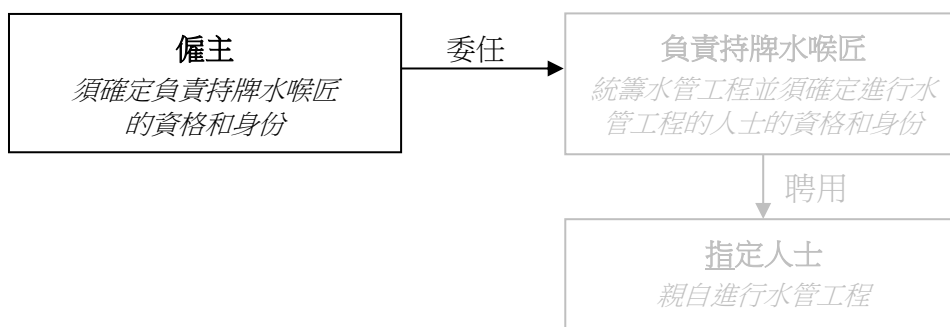 僱主
須確定負責持牌水喉匠
的資格和身份
委任
負責持牌水喉匠
統籌水管工程並須確定進行水
管工程的人士的資格和身份
聘用
指定人士
親自進行水管工程